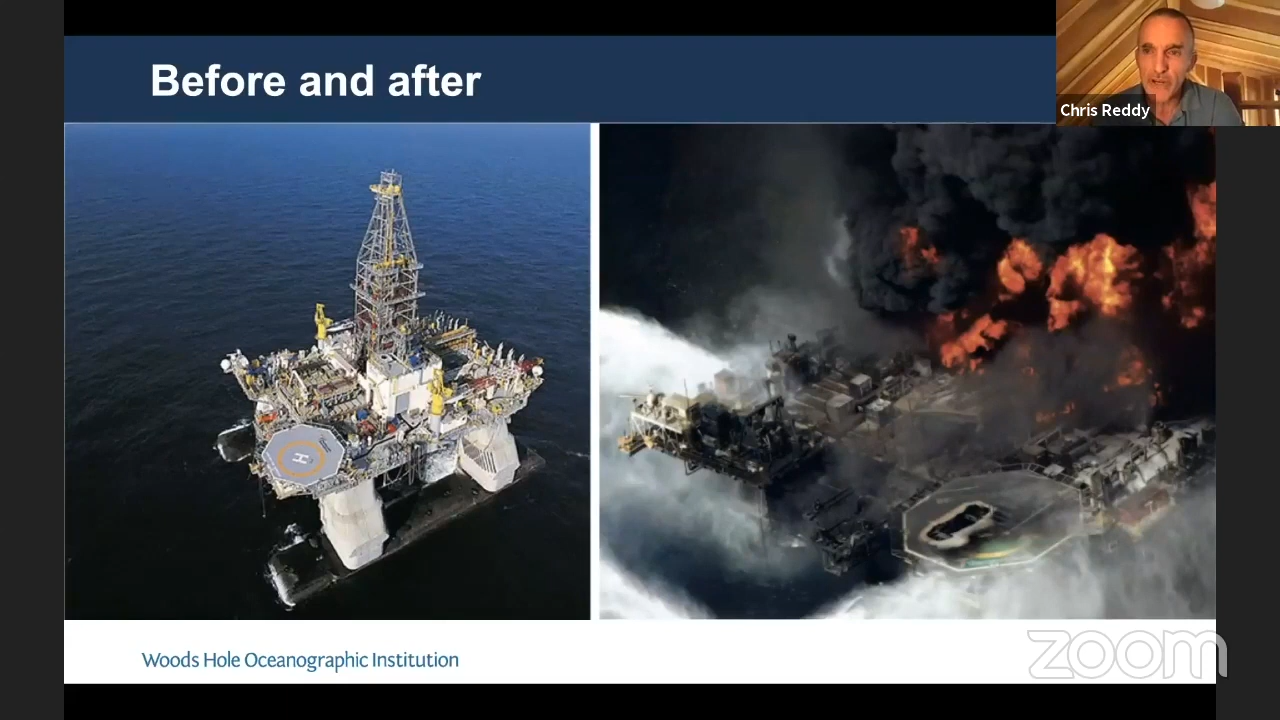 Before and after
Chris Reddy
H
Woods Hole Oceanographic Institution
zoom